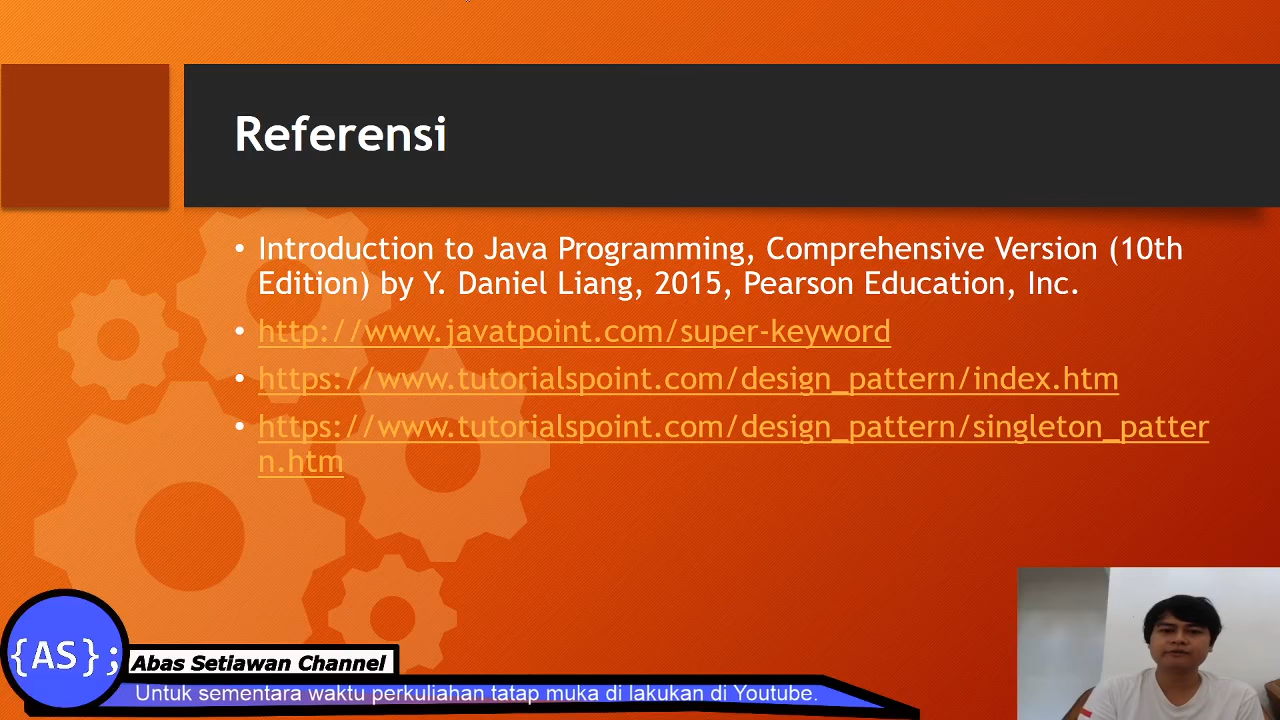 Referensi
• Introduction to Java Programming, Comprehensive Version (10th
Edition) by Y. Daniel Liang, 2015, Pearson Education, Inc.
• http://www.javatpoint.com/super-keyword
• https://www.tutorialspoint.com/design_pattern/index.htm
• https://www.tutorialspoint.com/design_pattern/singleton_patter
n.htm
{AS};
Abas Setiawan Channel
Untuk sementara waktu perkuliahan tatap muka di lakukan di Youtube.